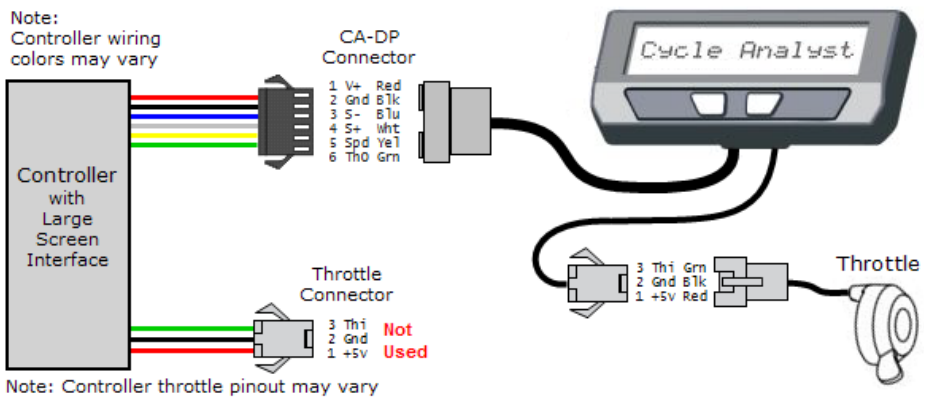 Note:
Controller wiring
colors may vary
CA-DP
Connector
1 V+ Red
2 Gnd Blk
3 S- Blu
4 S+ Wht
5 Spd Yel
6 ThO Grn
Cycle Analyst
Controller
with
Large
Screen
Interface
Throttle
Connector
3 Thi
2 Gnd
1 +5v
Not
Used
3 Thi Grn
2 Gnd Blk
1 +5v Red
Throttle
Note: Controller throttle pinout may vary